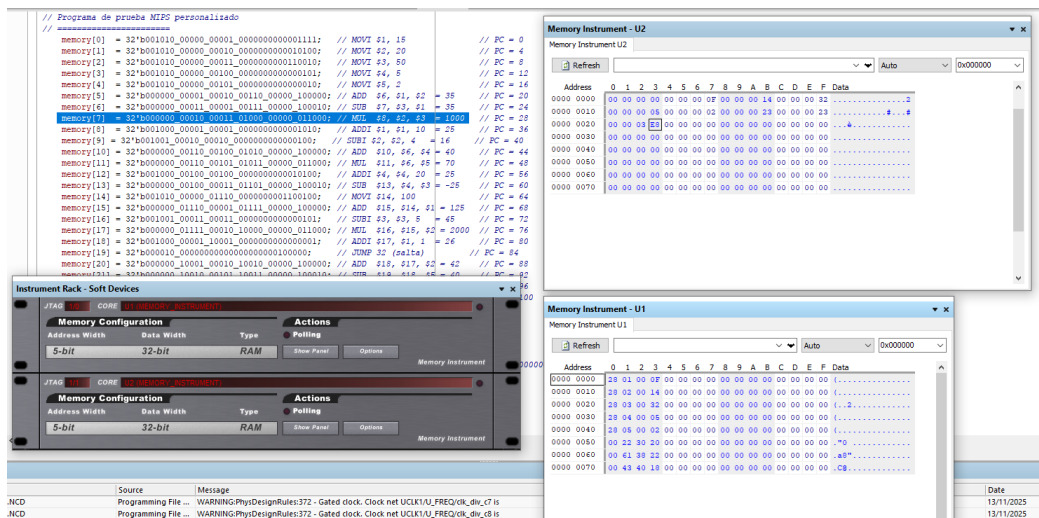 // Programa de prueba MIPS personalizado
// =======================
memory[0] = 32'b001010_00000_00001_0000000000001111; // MOVI $1, 15 // PC = 0
memory[1] = 32'b001010_00000_00010_0000000000010100; // MOVI $2, 20 // PC = 4
memory[2] = 32'b001010_00000_00011_0000000000110010; // MOVI $3, 50 // PC = 8
memory[3] = 32'b001010_00000_00100_0000000000000101; // MOVI $4, 5 // PC = 12
memory[4] = 32'b001010_00000_00101_0000000000000010; // MOVI $5, 2 // PC = 16
memory[5] = 32'b000000_00001_00010_00110_00000_100000; // ADD $6, $1, $2 = 35 // PC = 20
memory[6] = 32'b000000_00011_00001_00111_00000_100010; // SUB $7, $3, $1 = 35 // PC = 24
memory[7] = 32'b000000_00010_00011_01000_00000_011000; // MUL $8, $2, $3 = 1000 // PC = 28
memory[8] = 32'b001000_00001_00001_0000000000001010; // ADDI $1, $1, 10 = 25 // PC = 36
memory[9] = 32'b001001_00010_00010_0000000000000100; // SUBI $2, $2, 4 = 16 // PC = 40
memory[10] = 32'b000000_00110_00100_01010_00000_100000; // ADD $10, $6, $4 = 40 // PC = 44
memory[11] = 32'b000000_00110_00101_01011_00000_011000; // MUL $11, $6, $5 = 70 // PC = 48
memory[12] = 32'b001000_00100_00100_0000000000010100; // ADDI $4, $4, 20 = 25 // PC = 56
memory[13] = 32'b000000_00100_00011_01101_00000_100010; // SUB $13, $4, $3 = -25 // PC = 60
memory[14] = 32'b001010_00000_01110_0000000001100100; // MOVI $14, 100 // PC = 64
memory[15] = 32'b000000_01110_00001_01111_00000_100000; // ADD $15, $14, $1 = 125 // PC = 68
memory[16] = 32'b001001_00011_00011_0000000000000101; // SUBI $3, $3, 5 = 45 // PC = 72
memory[17] = 32'b000000_01111_00010_10000_00000_011000; // MUL $16, $15, $2 = 2000 // PC = 76
memory[18] = 32'b001000_00001_10001_0000000000000001; // ADDI $17, $1, 1 = 26 // PC = 80
memory[19] = 32'b000010_00000000000000000000100000; // JUMP 32 (salta) // PC = 84
memory[20] = 32'b000000_10001_00010_10010_00000_100000; // ADD $18, $17, $2 = 42 // PC = 88
96
100
00000
Instrument Rack - Soft Devices
JTAG CORE U1 (MEMORY_INSTRUMENT)
Memory Configuration Actions
Address Width Data Width Type Polling
5-bit 32-bit RAM Show Panel Options
Memory Instrument
JTAG CORE U2 (MEMORY_INSTRUMENT)
Memory Configuration Actions
Address Width Data Width Type Polling
5-bit 32-bit RAM Show Panel Options
Memory Instrument
Memory Instrument - U2
Memory Instrument U2
Refresh Auto 0x000000
Address 0 1 2 3 4 5 6 7 8 9 A B C D E F Data
0000 0000 00 00 00 00 00 00 00 0F 00 00 00 14 00 00 00 32 ...............2
0000 0010 00 00 00 05 00 00 00 02 00 00 00 23 00 00 00 23 ...........#...#
0000 0020 00 00 03 E8 00 00 00 00 00 00 00 00 00 00 00 00 ...è............
0000 0030 00 00 00 00 00 00 00 00 00 00 00 00 00 00 00 00 ................
0000 0040 00 00 00 00 00 00 00 00 00 00 00 00 00 00 00 00 ................
0000 0050 00 00 00 00 00 00 00 00 00 00 00 00 00 00 00 00 ................
0000 0060 00 00 00 00 00 00 00 00 00 00 00 00 00 00 00 00 ................
0000 0070 00 00 00 00 00 00 00 00 00 00 00 00 00 00 00 00 ................
Memory Instrument - U1
Memory Instrument U1
Refresh Auto 0x000000
Address 0 1 2 3 4 5 6 7 8 9 A B C D E F Data
0000 0000 28 01 00 0F 00 00 00 00 00 00 00 00 00 00 00 00 (...............
0000 0010 28 02 00 14 00 00 00 00 00 00 00 00 00 00 00 00 (...............
0000 0020 28 03 00 32 00 00 00 00 00 00 00 00 00 00 00 00 (..2............
0000 0030 28 04 00 05 00 00 00 00 00 00 00 00 00 00 00 00 (...............
0000 0040 28 05 00 02 00 00 00 00 00 00 00 00 00 00 00 00 (...............
0000 0050 00 22 30 20 00 00 00 00 00 00 00 00 00 00 00 00 ."0 ............
0000 0060 00 61 38 22 00 00 00 00 00 00 00 00 00 00 00 00 .a8"............
0000 0070 00 43 40 18 00 00 00 00 00 00 00 00 00 00 00 00 .C@.............
Source Message Date
.NCD Programming File ... WARNING:PhysDesignRules:372 - Gated clock. Clock net UCLK1/U_FREQ/clk_div_c7 is 13/11/2025
.NCD Programming File ... WARNING:PhysDesignRules:372 - Gated clock. Clock net UCLK1/U_FREQ/clk_div_c8 is 13/11/2025